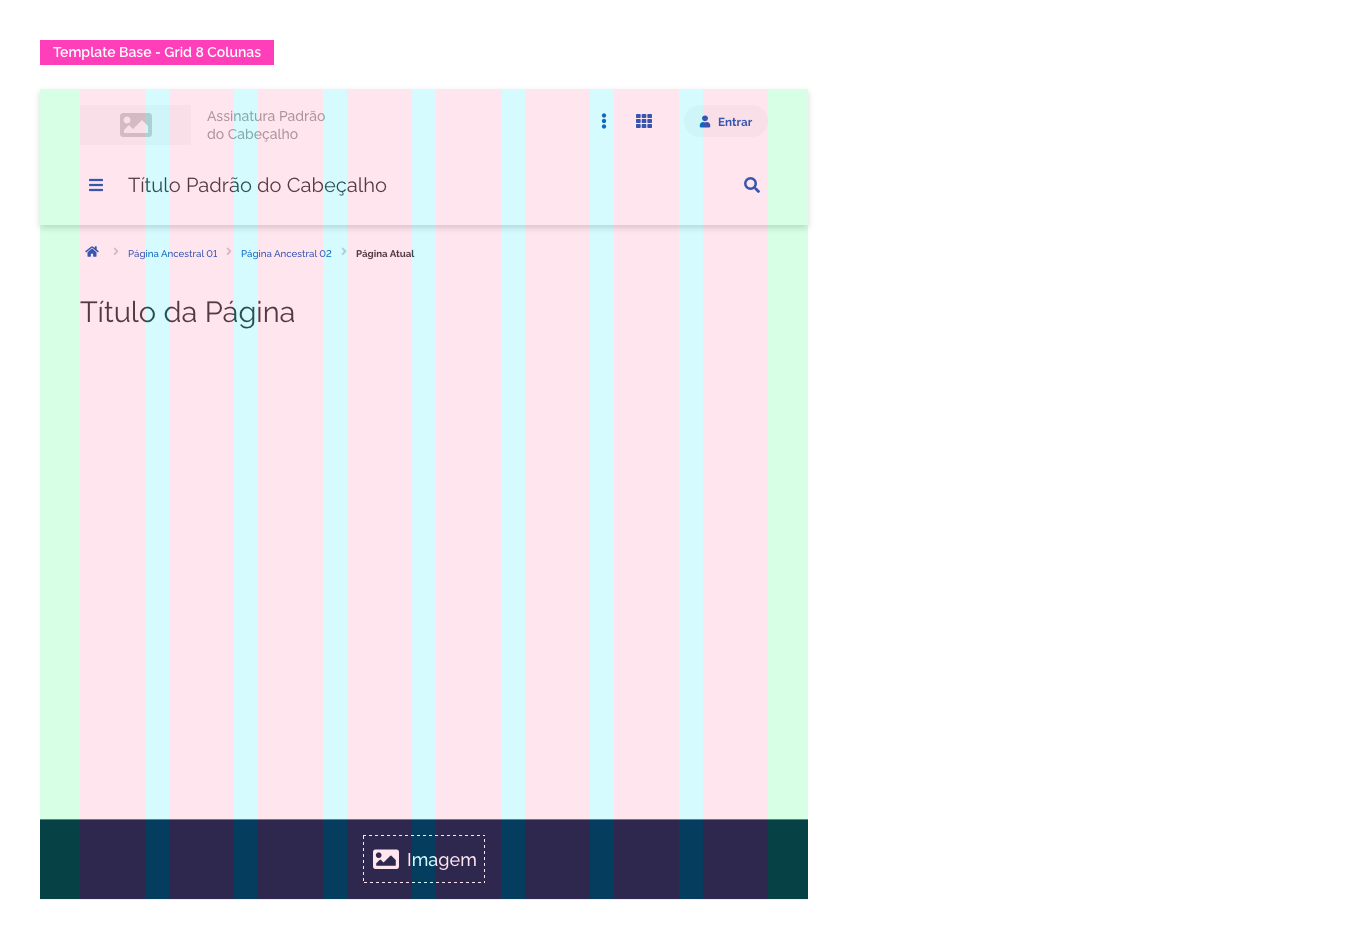 Template Base - Grid 8 Colunas
Assinatura Padrão
do Cabeçalho
Entrar
Título Padrão do Cabeçalho
Página Ancestral 01
Página Ancestral 02
Página Atual
Título da Página
Imagem